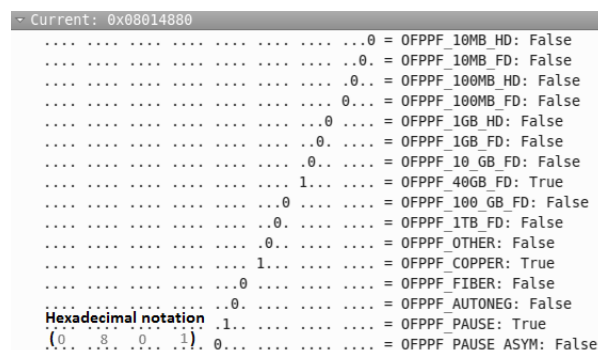 Current: 0x08014880
.... .... .... .... .... .... .... ...0 = OFPPF_10MB_HD: False
.... .... .... .... .... .... .... ..0. = OFPPF_10MB_FD: False
.... .... .... .... .... .... .... .0.. = OFPPF_100MB_HD: False
.... .... .... .... .... .... .... 0... = OFPPF_100MB_FD: False
.... .... .... .... .... .... ...0 .... = OFPPF_1GB_HD: False
.... .... .... .... .... .... ..0. .... = OFPPF_1GB_FD: False
.... .... .... .... .... .... .0.. .... = OFPPF_10_GB_FD: False
.... .... .... .... .... .... 1... .... = OFPPF_40GB_FD: True
.... .... .... .... .... ...0 .... .... = OFPPF_100_GB_FD: False
.... .... .... .... .... ..0. .... .... = OFPPF_1TB_FD: False
.... .... .... .... .... .0.. .... .... = OFPPF_OTHER: False
.... .... .... .... .... 1... .... .... = OFPPF_COPPER: True
.... .... .... .... ...0 .... .... .... = OFPPF_FIBER: False
.... .... .... .... ..0. .... .... .... = OFPPF_AUTONEG: False
Hexadecimal notation .1.. .... .... .... = OFPPF_PAUSE: True
(0 8 0 1) 0... .... .... .... = OFPPF_PAUSE_ASYM: False